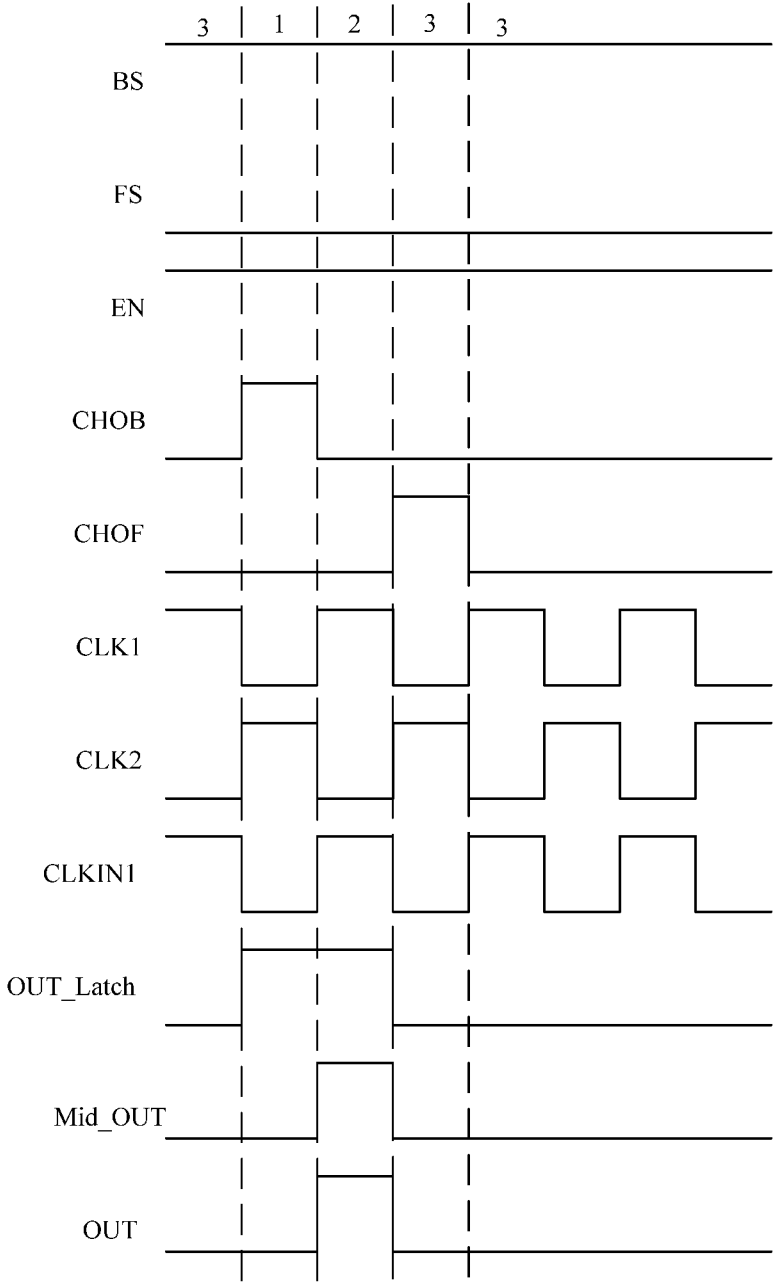 3 1 2 3 3
BS
FS
EN
CHOB
CHOF
CLK1
CLK2
CLKIN1
OUT_Latch
Mid_OUT
OUT